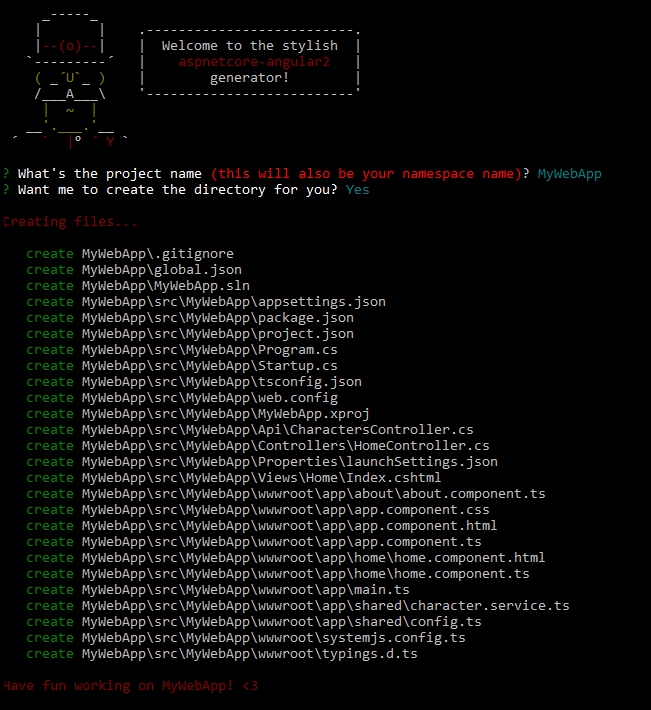 Welcome to the stylish
aspnetcore-angular2
generator!
? What's the project name (this will also be your namespace name)? MyWebApp
? Want me to create the directory for you? Yes
Creating files...
create MyWebApp\.gitignore
create MyWebApp\global.json
create MyWebApp\MyWebApp.sln
create MyWebApp\src\MyWebApp\appsettings.json
create MyWebApp\src\MyWebApp\package.json
create MyWebApp\src\MyWebApp\project.json
create MyWebApp\src\MyWebApp\Program.cs
create MyWebApp\src\MyWebApp\Startup.cs
create MyWebApp\src\MyWebApp\tsconfig.json
create MyWebApp\src\MyWebApp\web.config
create MyWebApp\src\MyWebApp\MyWebApp.xproj
create MyWebApp\src\MyWebApp\Api\CharactersController.cs
create MyWebApp\src\MyWebApp\Controllers\HomeController.cs
create MyWebApp\src\MyWebApp\Properties\launchSettings.json
create MyWebApp\src\MyWebApp\Views\Home\Index.cshtml
create MyWebApp\src\MyWebApp\wwwroot\app\about\about.component.ts
create MyWebApp\src\MyWebApp\wwwroot\app\app.component.css
create MyWebApp\src\MyWebApp\wwwroot\app\app.component.html
create MyWebApp\src\MyWebApp\wwwroot\app\app.component.ts
create MyWebApp\src\MyWebApp\wwwroot\app\home\home.component.html
create MyWebApp\src\MyWebApp\wwwroot\app\home\home.component.ts
create MyWebApp\src\MyWebApp\wwwroot\app\main.ts
create MyWebApp\src\MyWebApp\wwwroot\app\shared\character.service.ts
create MyWebApp\src\MyWebApp\wwwroot\app\shared\config.ts
create MyWebApp\src\MyWebApp\wwwroot\systemjs.config.ts
create MyWebApp\src\MyWebApp\wwwroot\typings.d.ts
Have fun working on MyWebApp! <3